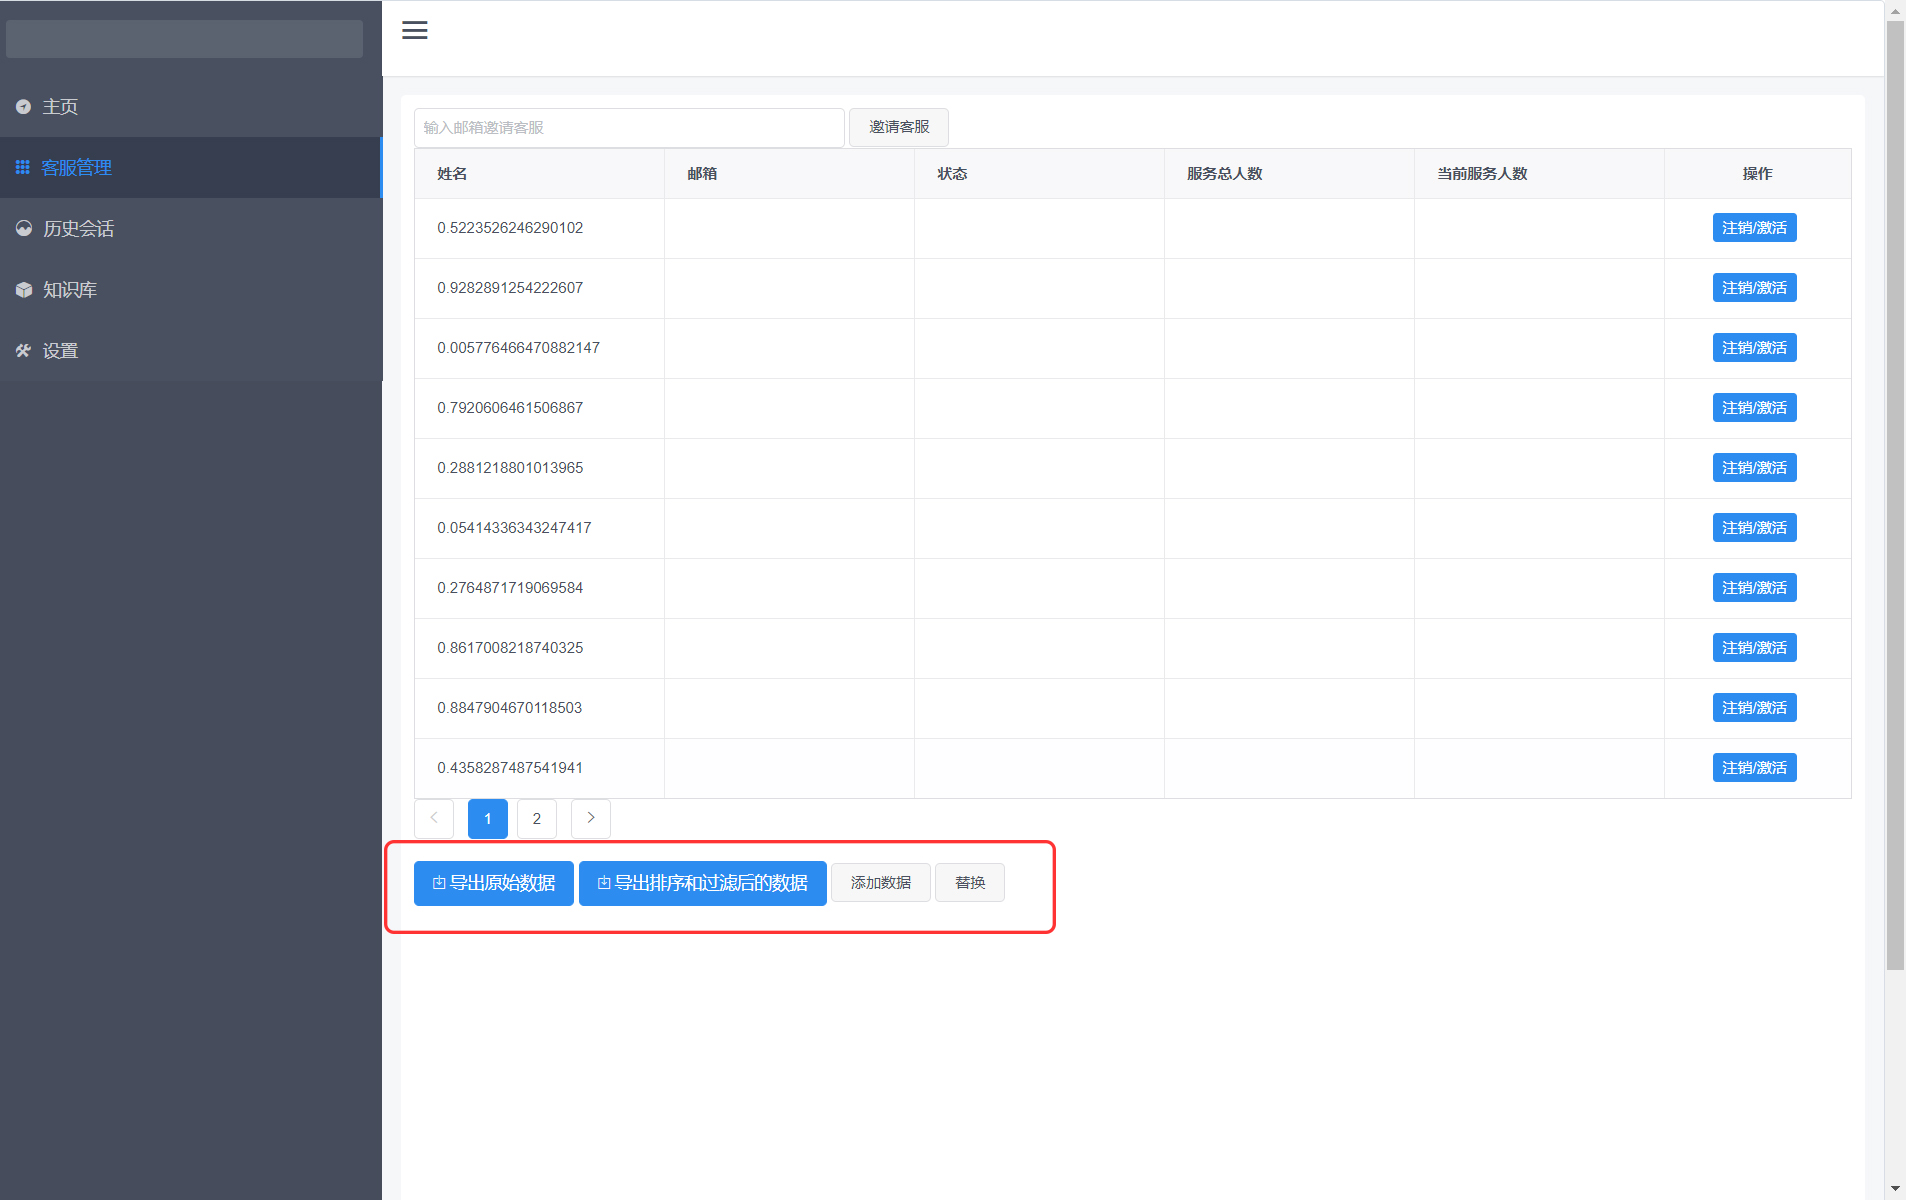 主页
客服管理
历史会话
知识库
设置
输入邮箱邀请客服 邀请客服
姓名 邮箱 状态 服务总人数 当前服务人数 操作
0.5223526246290102 注销/激活
0.9282891254222607 注销/激活
0.005776466470882147 注销/激活
0.7920606461506867 注销/激活
0.2881218801013965 注销/激活
0.05414336343247417 注销/激活
0.2764871719069584 注销/激活
0.8617008218740325 注销/激活
0.8847904670118503 注销/激活
0.4358287487541941 注销/激活
1 2
导出原始数据 导出排序和过滤后的数据 添加数据 替换